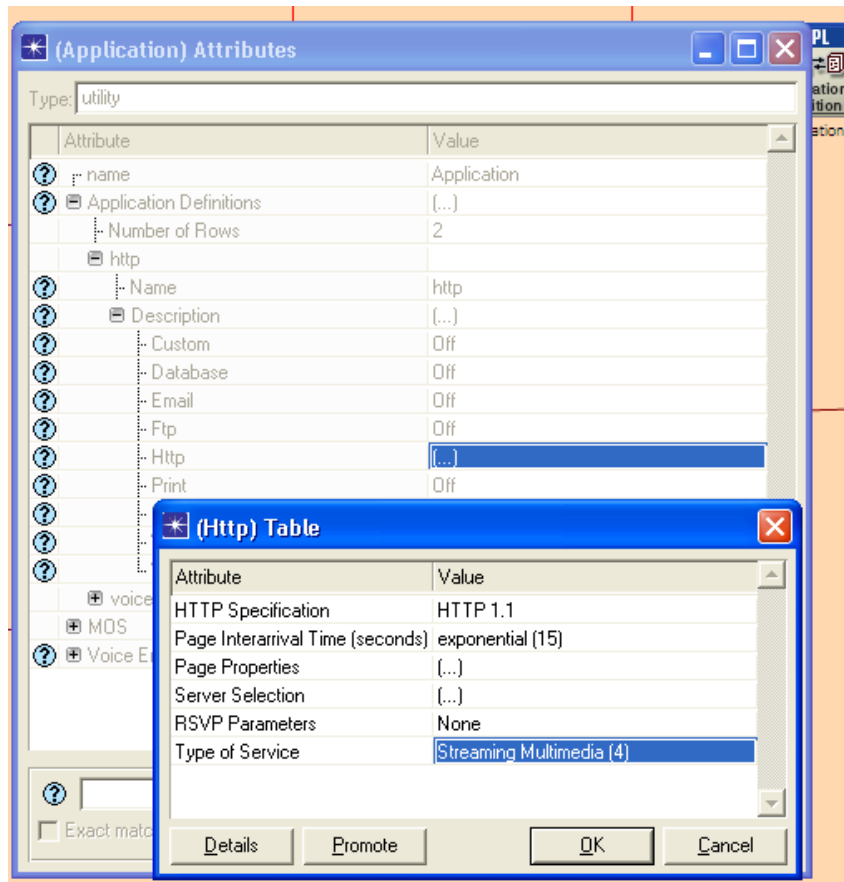 (Application) Attributes
PL
ation
ition
ation
Type: utility
Attribute Value
name Application
Application Definitions (...)
Number of Rows 2
http
Name http
Description (...)
Custom Off
Database Off
Email Off
Ftp Off
Http (...)
Print Off
voice
MOS
Voice E
Exact matc
(Http) Table
Attribute Value
HTTP Specification HTTP 1.1
Page Interarrival Time (seconds) exponential (15)
Page Properties (...)
Server Selection (...)
RSVP Parameters None
Type of Service Streaming Multimedia (4)
Details Promote OK Cancel